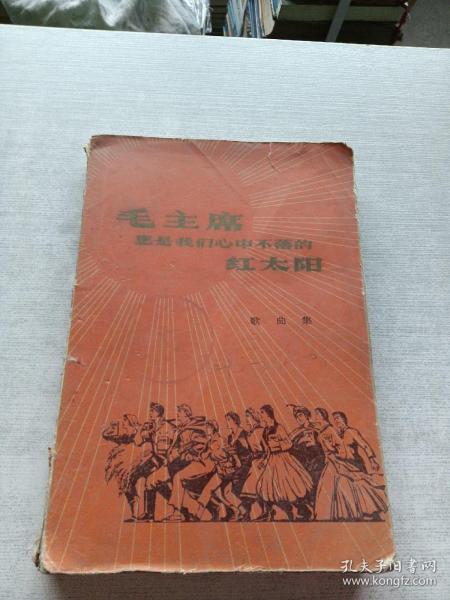 毛主席
您是我们心中不落的
红太阳
歌曲集
孔夫子旧书网
www.kongfz.com